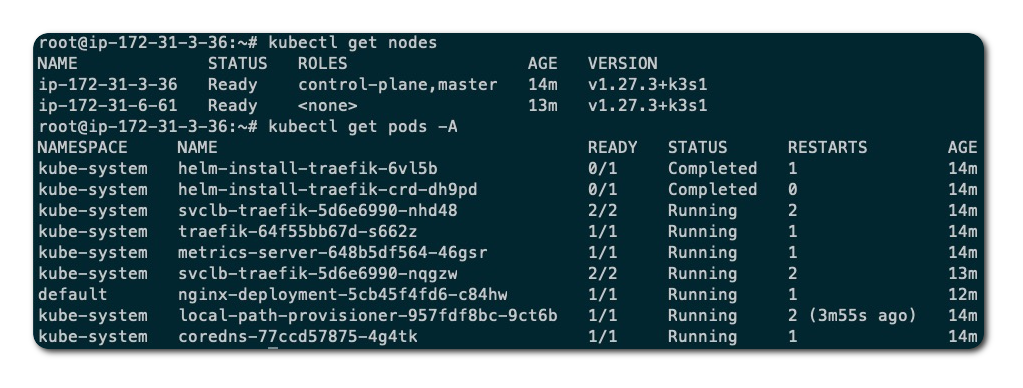 root@ip-172-31-3-36:~# kubectl get nodes
NAME             STATUS   ROLES                  AGE   VERSION
ip-172-31-3-36   Ready    control-plane,master   14m   v1.27.3+k3s1
ip-172-31-6-61   Ready    <none>                 13m   v1.27.3+k3s1
root@ip-172-31-3-36:~# kubectl get pods -A
NAMESPACE     NAME                                     READY   STATUS      RESTARTS        AGE
kube-system   helm-install-traefik-6vl5b               0/1     Completed   1               14m
kube-system   helm-install-traefik-crd-dh9pd           0/1     Completed   0               14m
kube-system   svclb-traefik-5d6e6990-nhd48             2/2     Running     2               14m
kube-system   traefik-64f55bb67d-s662z                 1/1     Running     1               14m
kube-system   metrics-server-648b5df564-46gsr          1/1     Running     1               14m
kube-system   svclb-traefik-5d6e6990-nqgzw             2/2     Running     2               13m
default       nginx-deployment-5cb45f4fd6-c84hw        1/1     Running     1               12m
kube-system   local-path-provisioner-957fdf8bc-9ct6b   1/1     Running     2 (3m55s ago)   14m
kube-system   coredns-77ccd57875-4g4tk                 1/1     Running     1               14m